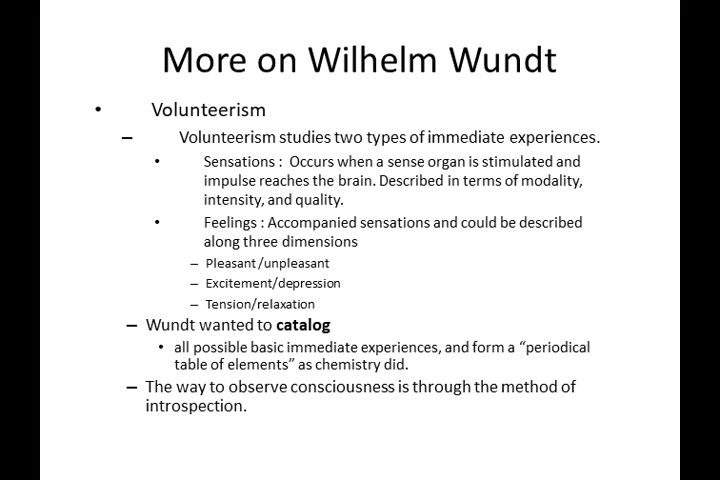 More on Wilhelm Wundt
• Volunteerism
– Volunteerism studies two types of immediate experiences.
• Sensations : Occurs when a sense organ is stimulated and
impulse reaches the brain. Described in terms of modality,
intensity, and quality.
• Feelings : Accompanied sensations and could be described
along three dimensions
– Pleasant/unpleasant
– Excitement/depression
– Tension/relaxation
– Wundt wanted to catalog
• all possible basic immediate experiences, and form a “periodical
table of elements” as chemistry did.
– The way to observe consciousness is through the method of
introspection.